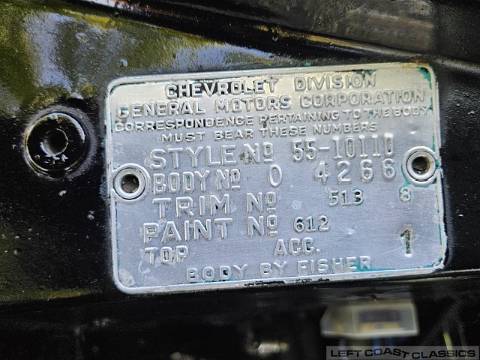 CHEVROLET DIVISION
GENERAL MOTORS CORPORATION
CORRESPONDENCE PERTAINING TO THE BODY
MUST BEAR THESE NUMBERS
STYLE Nº 55-1011D
BODY Nº O 4266
TRIM Nº 513 8
PAINT Nº 612
TOP ACC. 1
BODY BY FISHER
LEFT COAST CLASSICS